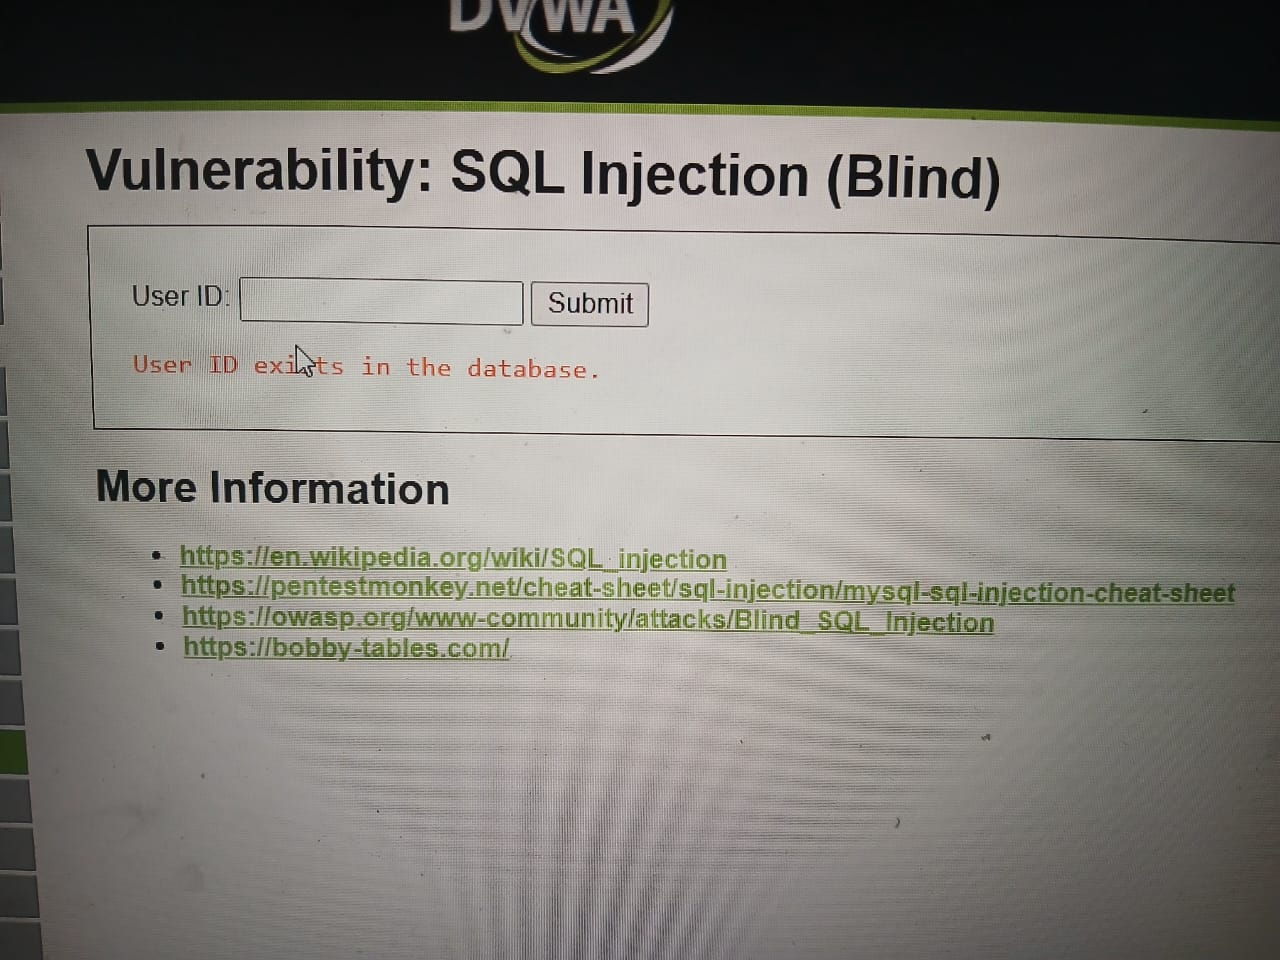 DVWA
Vulnerability: SQL Injection (Blind)
User ID:
Submit
User ID exists in the database.
More Information
https://en.wikipedia.org/wiki/SQL_injection
https://pentestmonkey.net/cheat-sheet/sql-injection/mysql-sql-injection-cheat-sheet
https://owasp.org/www-community/attacks/Blind_SQL_Injection
https://bobby-tables.com/